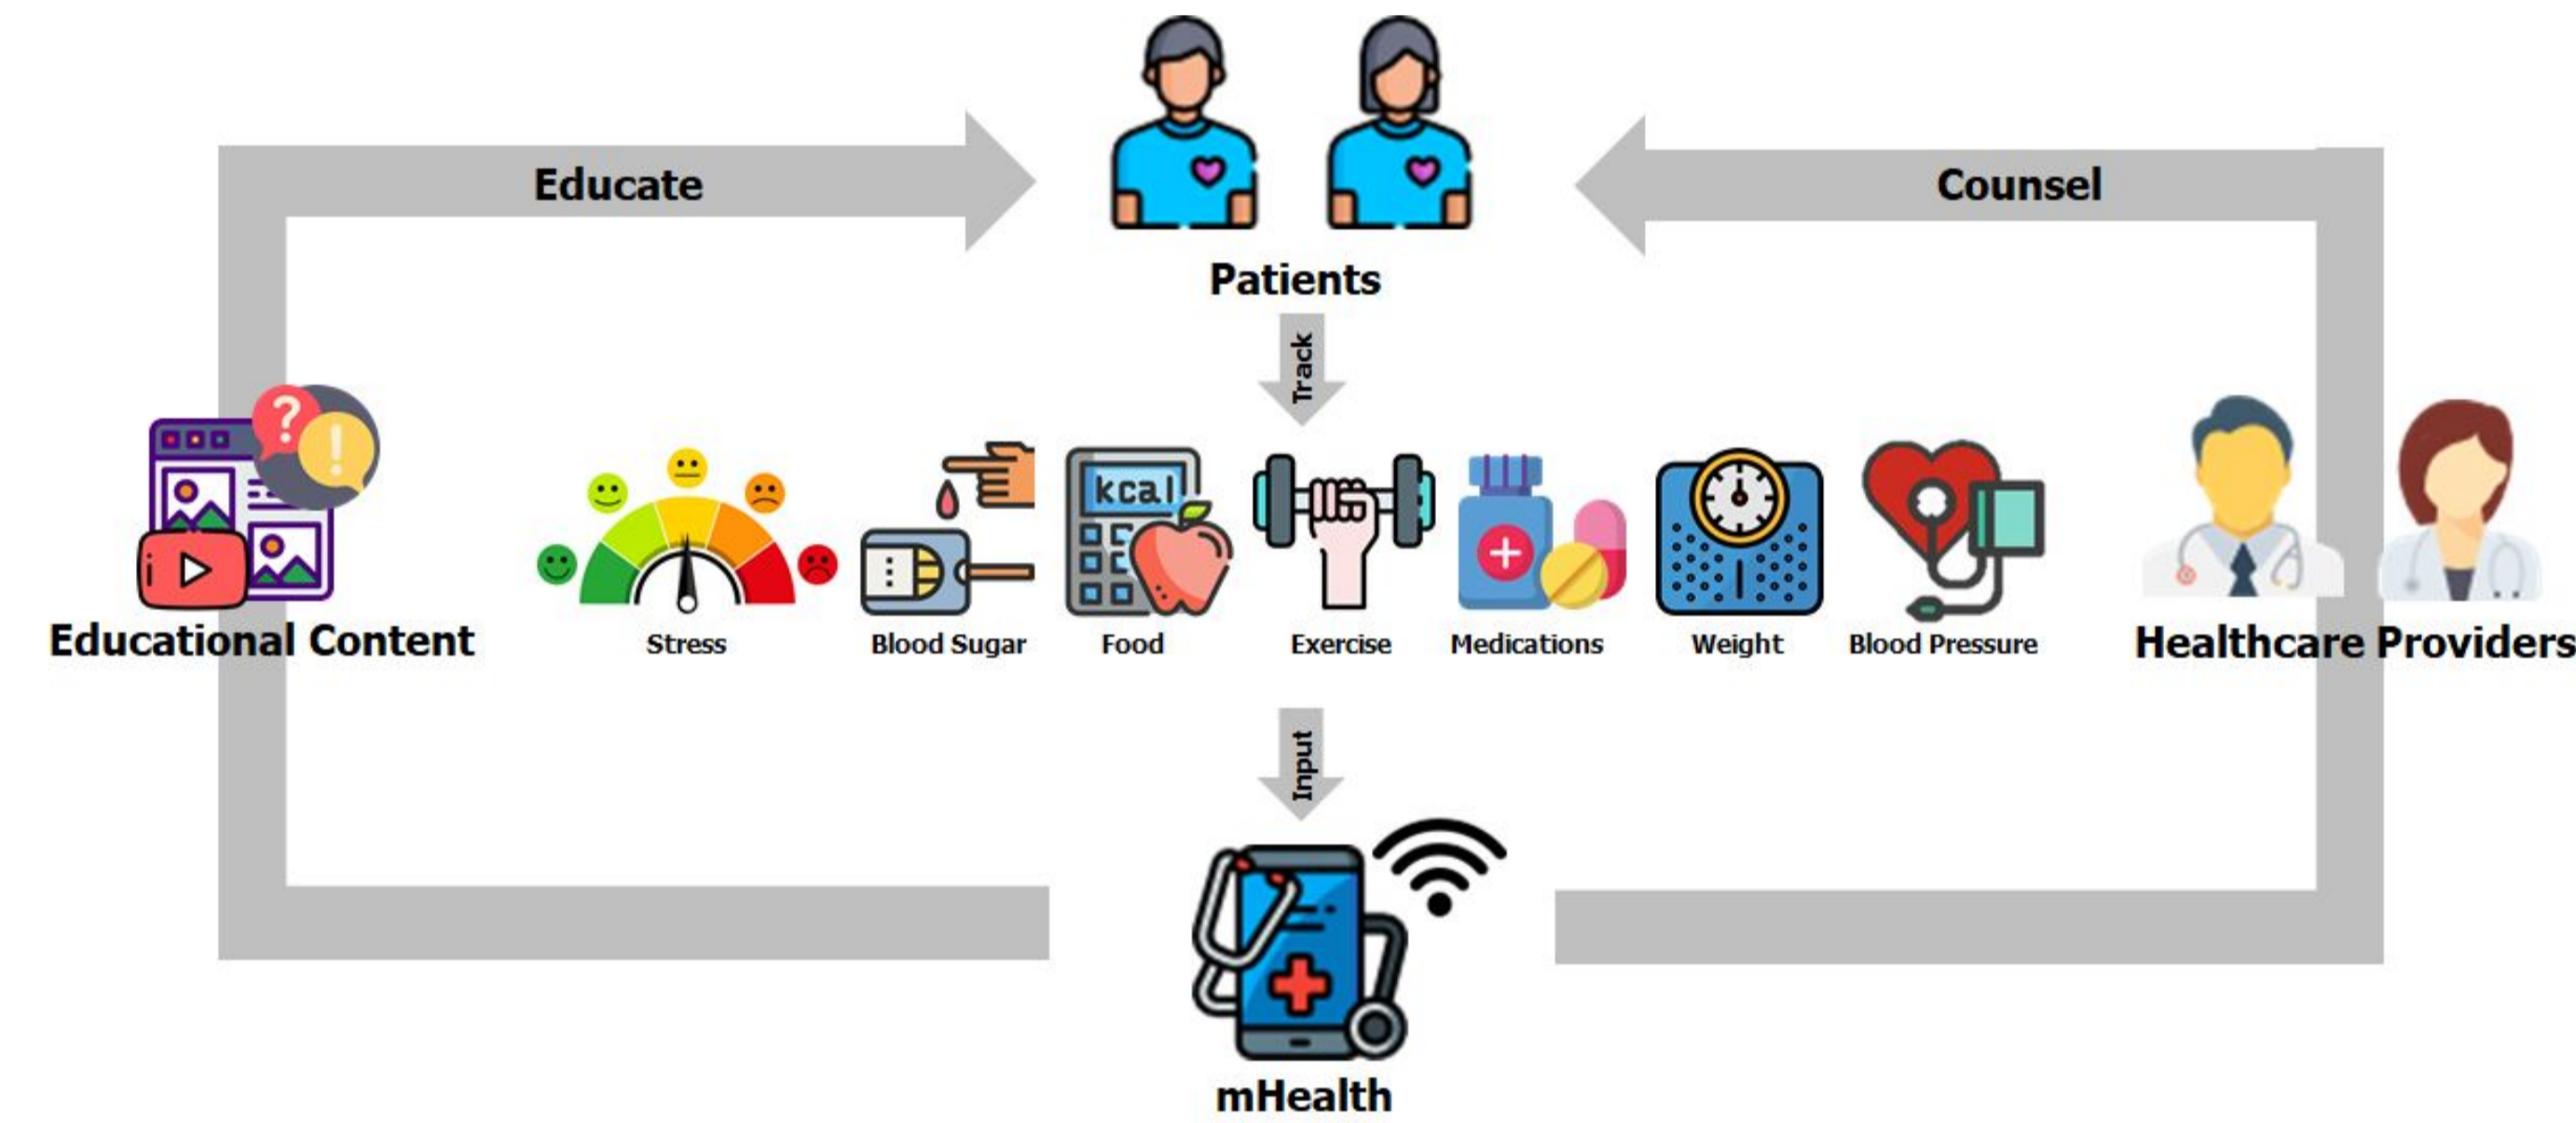 Educate
Counsel
Patients
Track
? !
kcal
Educational Content
Stress
Blood Sugar
Food
Exercise
Medications
Weight
Blood Pressure
Healthcare Providers
Input
mHealth